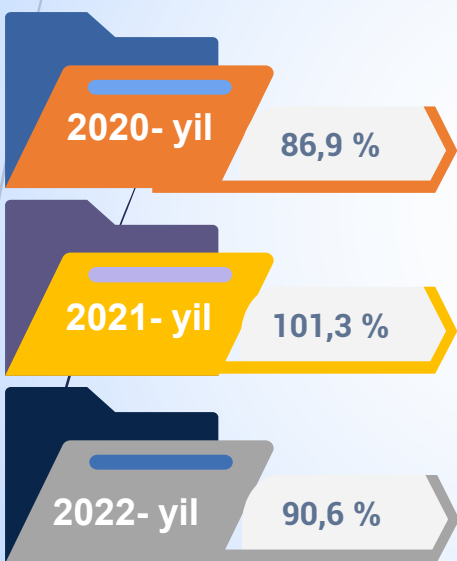 2020- yil
86,9 %
2021- yil
101,3 %
2022- yil
90,6 %